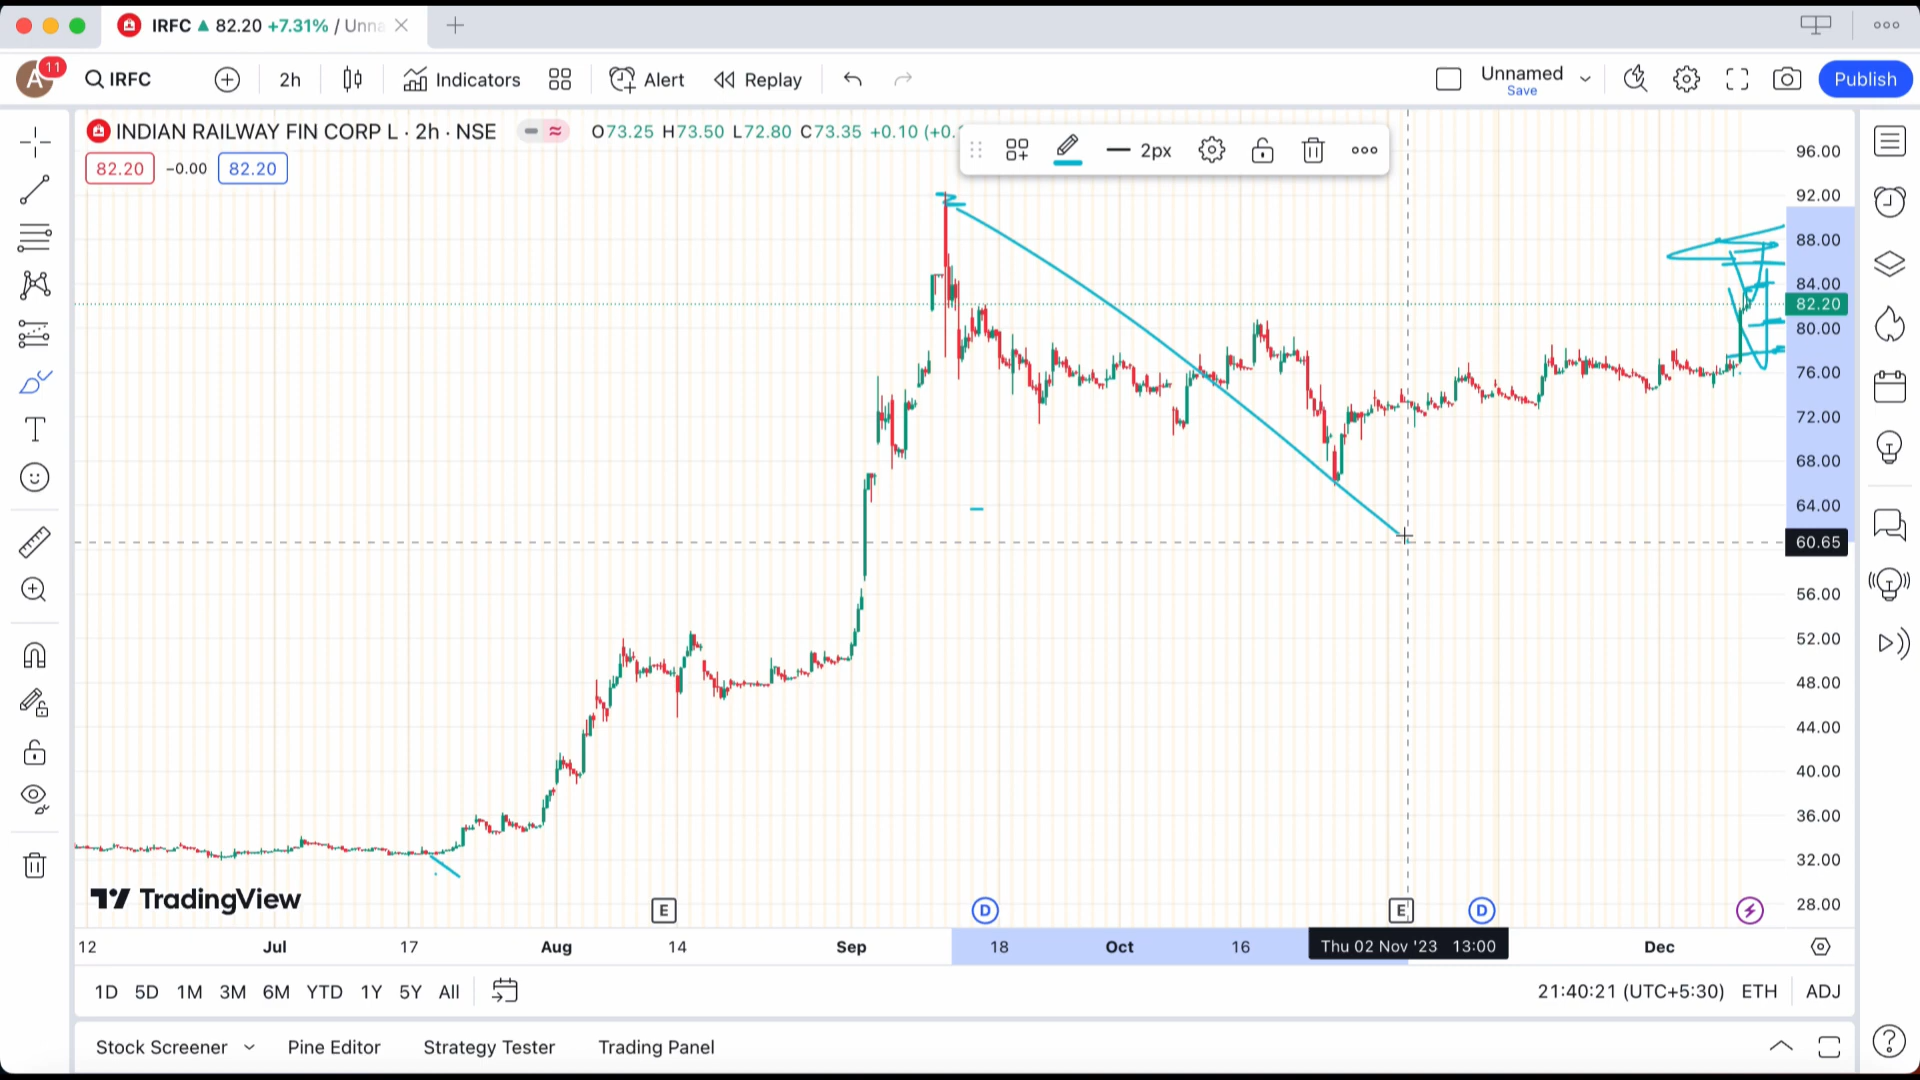 IRFC ▲ 82.20 +7.31% / Unna
A 11 IRFC 2h Indicators Alert Replay Unnamed Save Publish
INDIAN RAILWAY FIN CORP L · 2h · NSE O73.25 H73.50 L72.80 C73.35 +0.10 (+0.
82.20 −0.00 82.20
2px
96.00
92.00
88.00
84.00
82.20
80.00
76.00
72.00
68.00
64.00
60.65
56.00
52.00
48.00
44.00
40.00
36.00
32.00
28.00
TradingView
E D E D
12 Jul 17 Aug 14 Sep 18 Oct 16 Thu 02 Nov '23 13:00 Dec
1D 5D 1M 3M 6M YTD 1Y 5Y All 21:40:21 (UTC+5:30) ETH ADJ
Stock Screener Pine Editor Strategy Tester Trading Panel